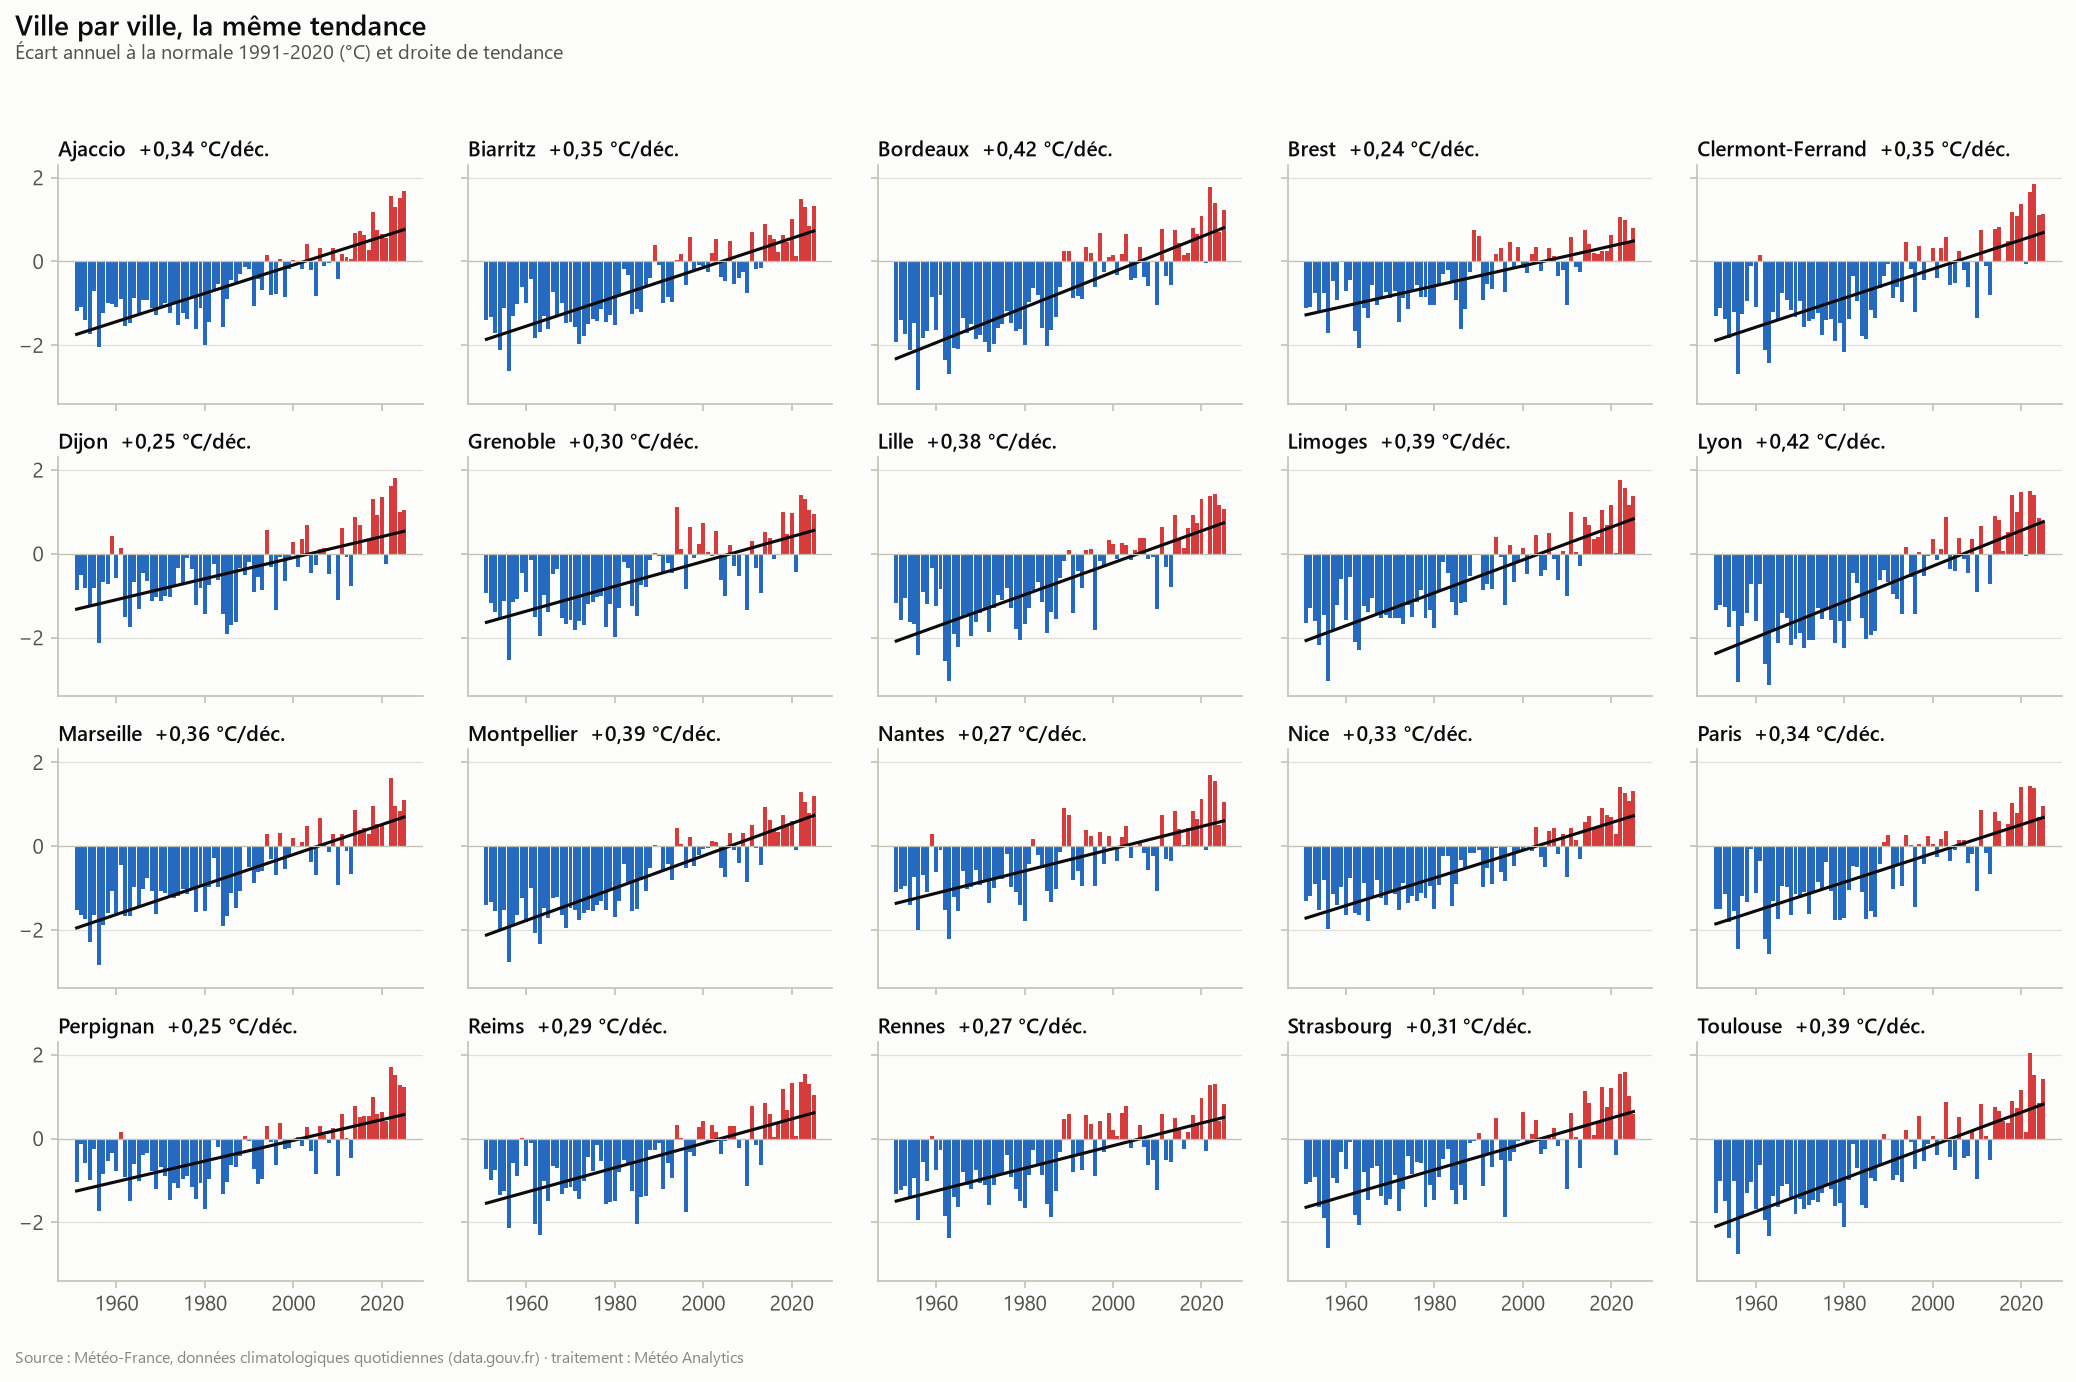 Ville par ville, la même tendance
Écart annuel à la normale 1991-2020 (°C) et droite de tendance
Ajaccio +0,34 °C/déc.
Biarritz +0,35 °C/déc.
Bordeaux +0,42 °C/déc.
Brest +0,24 °C/déc.
Clermont-Ferrand +0,35 °C/déc.
2
0
−2
Dijon +0,25 °C/déc.
Grenoble +0,30 °C/déc.
Lille +0,38 °C/déc.
Limoges +0,39 °C/déc.
Lyon +0,42 °C/déc.
2
0
−2
Marseille +0,36 °C/déc.
Montpellier +0,39 °C/déc.
Nantes +0,27 °C/déc.
Nice +0,33 °C/déc.
Paris +0,34 °C/déc.
2
0
−2
Perpignan +0,25 °C/déc.
Reims +0,29 °C/déc.
Rennes +0,27 °C/déc.
Strasbourg +0,31 °C/déc.
Toulouse +0,39 °C/déc.
2
0
−2
1960 1980 2000 2020
1960 1980 2000 2020
1960 1980 2000 2020
1960 1980 2000 2020
1960 1980 2000 2020
Source : Météo-France, données climatologiques quotidiennes (data.gouv.fr) · traitement : Météo Analytics